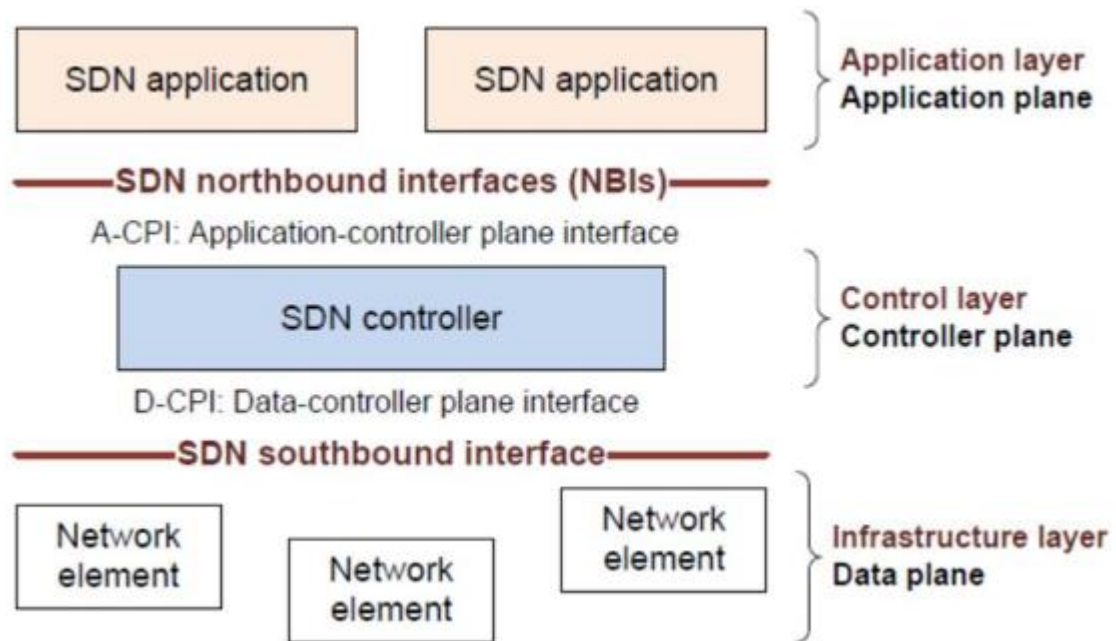 SDN application
SDN application
Application layer
Application plane
SDN northbound interfaces (NBIs)
A-CPI: Application-controller plane interface
SDN controller
Control layer
Controller plane
D-CPI: Data-controller plane interface
SDN southbound interface
Network
element
Network
element
Network
element
Infrastructure layer
Data plane